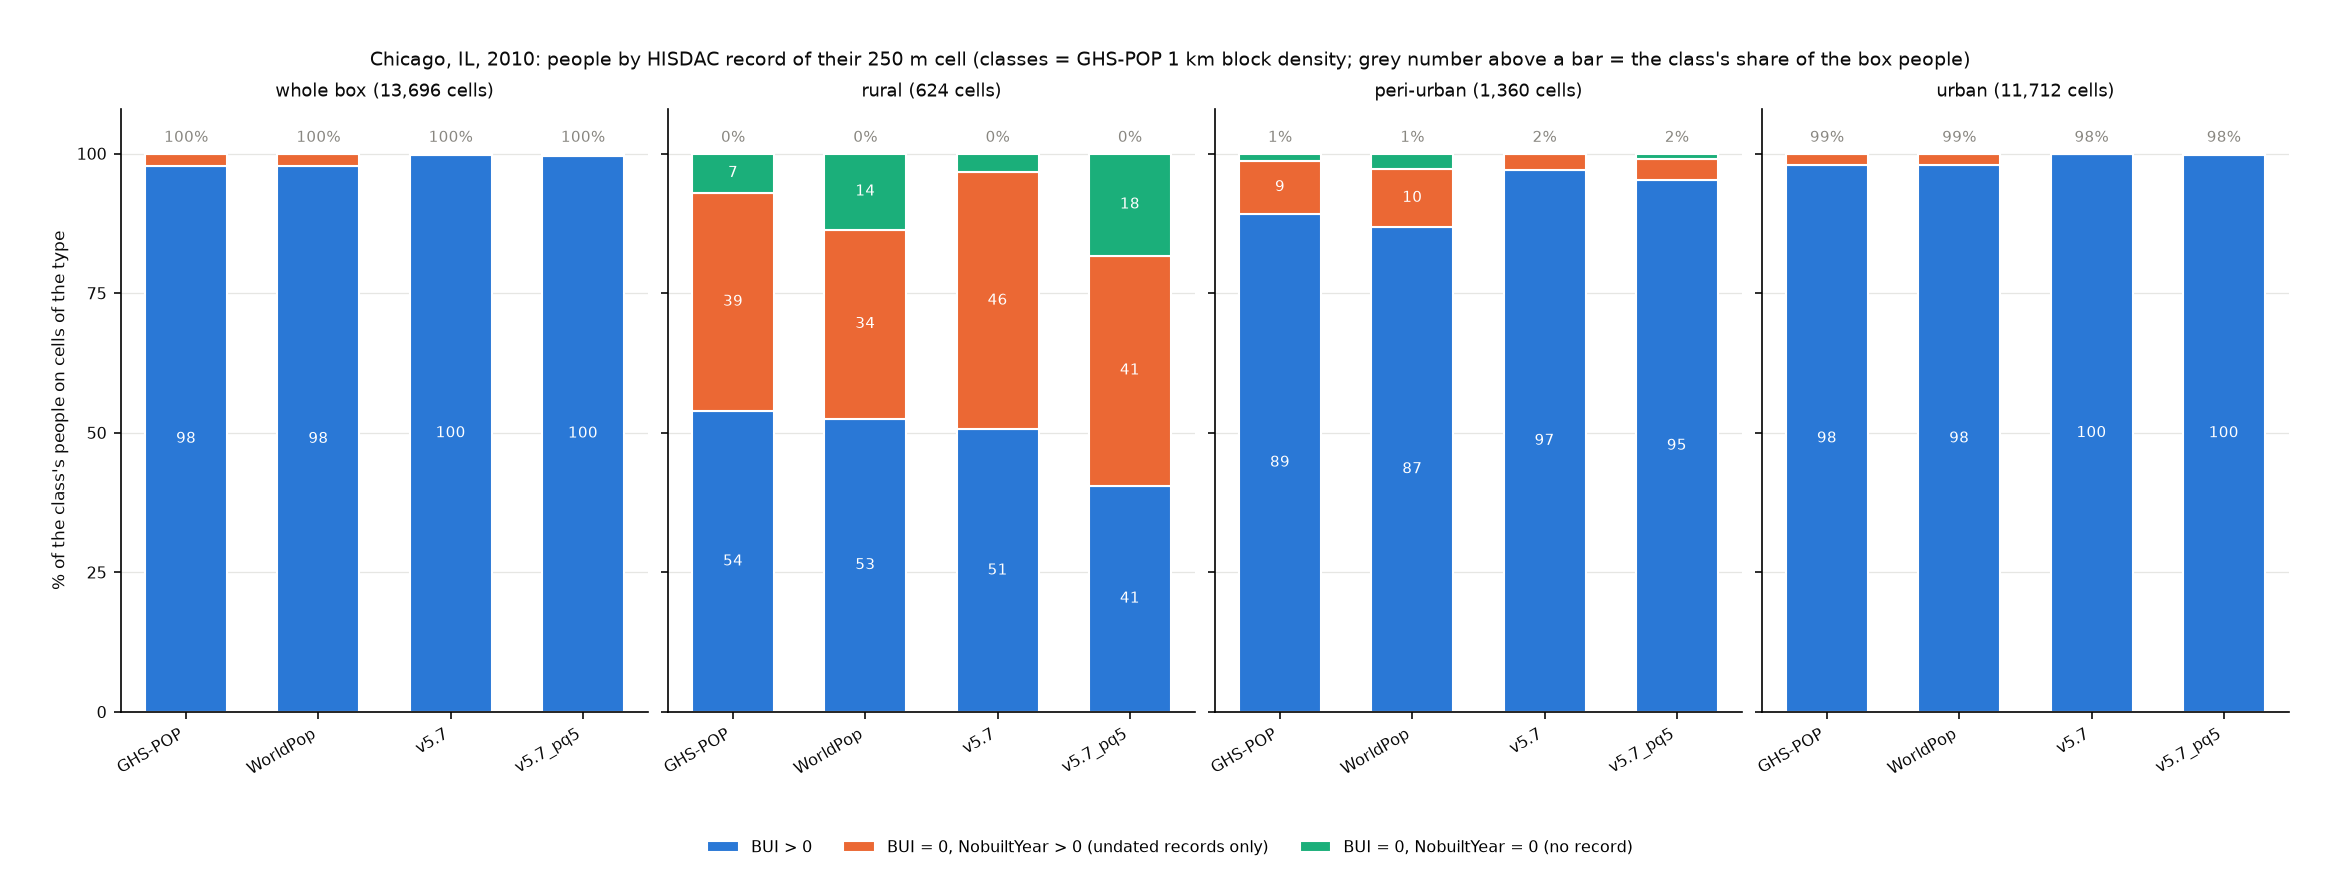 Chicago, IL, 2010: people by HISDAC record of their 250 m cell (classes = GHS-POP 1 km block density; grey number above a bar = the class's share of the box people)
whole box (13,696 cells)
rural (624 cells)
peri-urban (1,360 cells)
urban (11,712 cells)
% of the class's people on cells of the type
100
75
50
25
0
100% 100% 100% 100%
98 98 100 100
GHS-POP WorldPop v5.7 v5.7_pq5
0% 0% 0% 0%
7 14 18
39 34 46 41
54 53 51 41
GHS-POP WorldPop v5.7 v5.7_pq5
1% 1% 2% 2%
9 10
89 87 97 95
GHS-POP WorldPop v5.7 v5.7_pq5
99% 99% 98% 98%
98 98 100 100
GHS-POP WorldPop v5.7 v5.7_pq5
BUI > 0
BUI = 0, NobuiltYear > 0 (undated records only)
BUI = 0, NobuiltYear = 0 (no record)